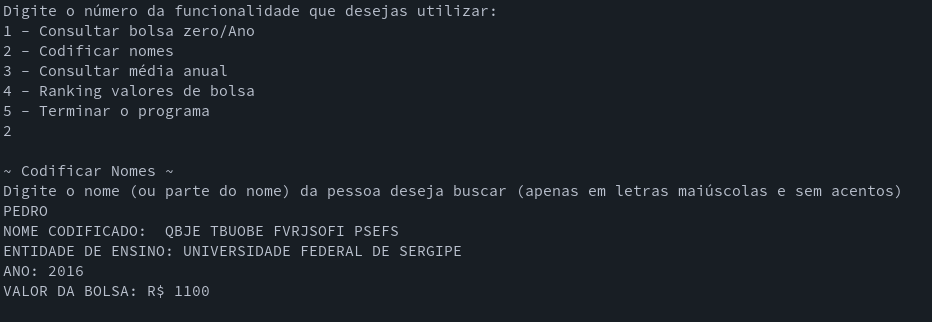 Digite o número da funcionalidade que desejas utilizar:
1 - Consultar bolsa zero/Ano
2 - Codificar nomes
3 - Consultar média anual
4 - Ranking valores de bolsa
5 - Terminar o programa
2
~ Codificar Nomes ~
Digite o nome (ou parte do nome) da pessoa deseja buscar (apenas em letras maiúscolas e sem acentos)
PEDRO
NOME CODIFICADO:  QBJE TBUOBE FVRJSOFI PSEFS
ENTIDADE DE ENSINO: UNIVERSIDADE FEDERAL DE SERGIPE
ANO: 2016
VALOR DA BOLSA: R$ 1100